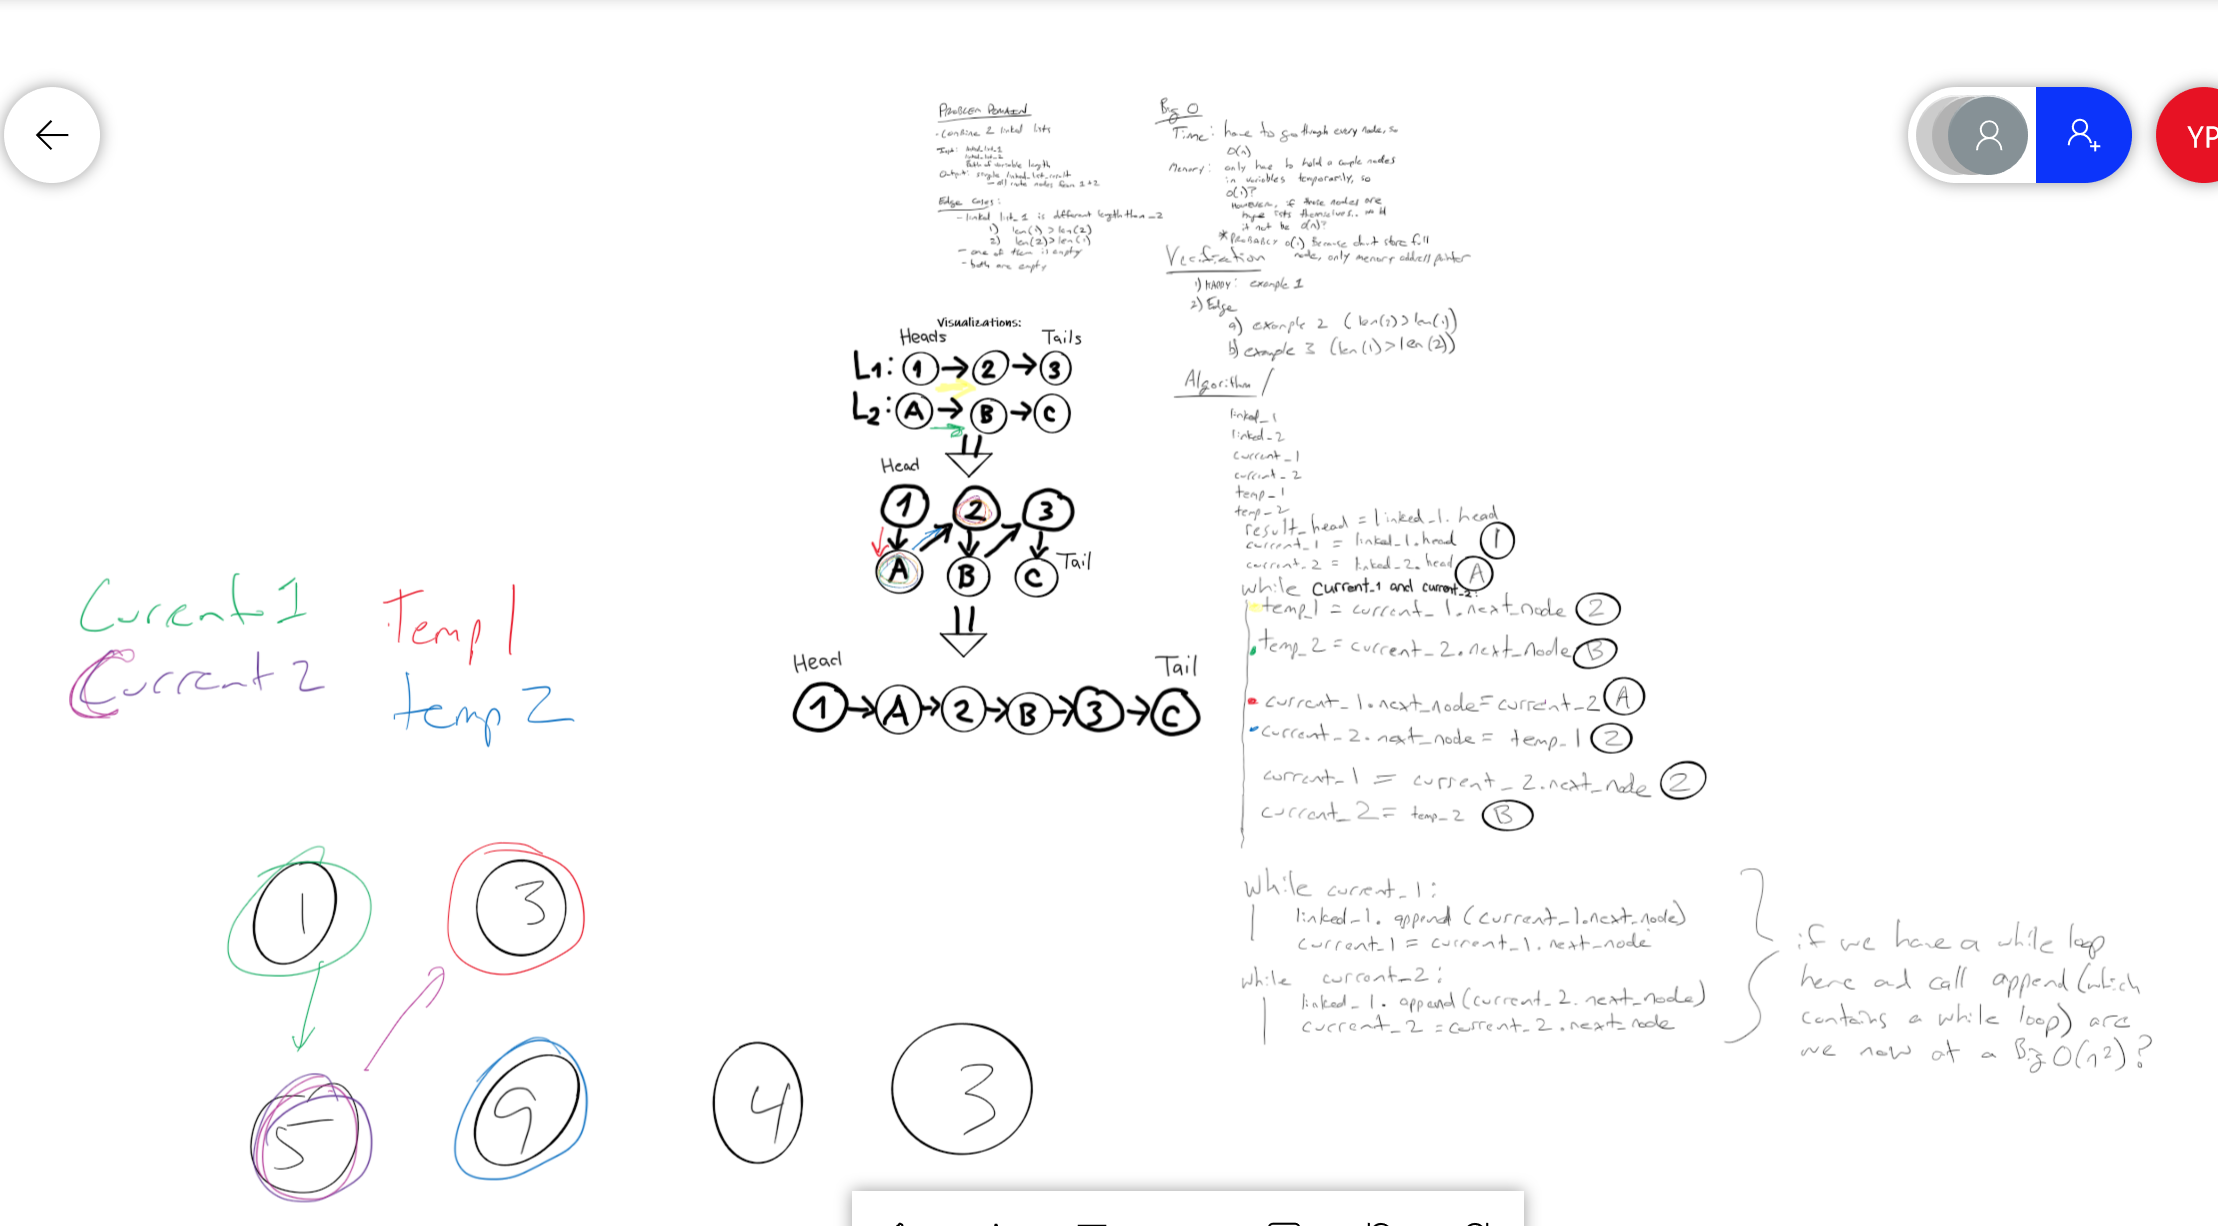 YP
PROBLEM DOMAIN
- combine 2 linked lists
Input: linked_list_1
linked_list_2
Both of variable length
Output: single linked_list_result
- all nodes from 1+2
Edge Cases:
- linked list_1 is different length than _2
1) len(1) > len(2)
2) len(2) > len(1)
- one of them is empty
- both are empty
Big O
Time: have to go through every node, so
O(n)
Memory: only have to hold a couple nodes
in variables temporarily, so
O(1)?
HOWEVER, if those nodes are
huge lists themselves.. would
it not be O(n)?
*PROBABLY O(1) Because don't store full
node, only memory address pointer
Verification
1) HAPPY: example 1
2) Edge
a) example 2 (len(2) > len(1))
b) example 3 (len(1) > len(2))
Visualizations:
Heads Tails
L1: 1 2 3
L2: A B C
Head
1 2 3
A B C Tail
Head Tail
1 A 2 B 3 C
Algorithm
linked_1
linked_2
current_1
current_2
temp_1
temp_2
result_head = linked_1.head
current_1 = linked_1.head 1
current_2 = linked_2.head A
while current_1 and current_2:
temp_1 = current_1.next_node 2
temp_2 = current_2.next_node B
current_1.next_node = current_2 A
current_2.next_node = temp_1 2
current_1 = current_2.next_node 2
current_2 = temp_2 B
while current_1:
linked_1.append(current_1.next_node)
current_1 = current_1.next_node
while current_2:
linked_1.append(current_2.next_node)
current_2 = current_2.next_node
if we have a while loop
here and call append (which
contains a while loop) are
we now at a Big O(n2)?
Current 1
Current 2
Temp 1
temp 2
1 3
5 9 4 3